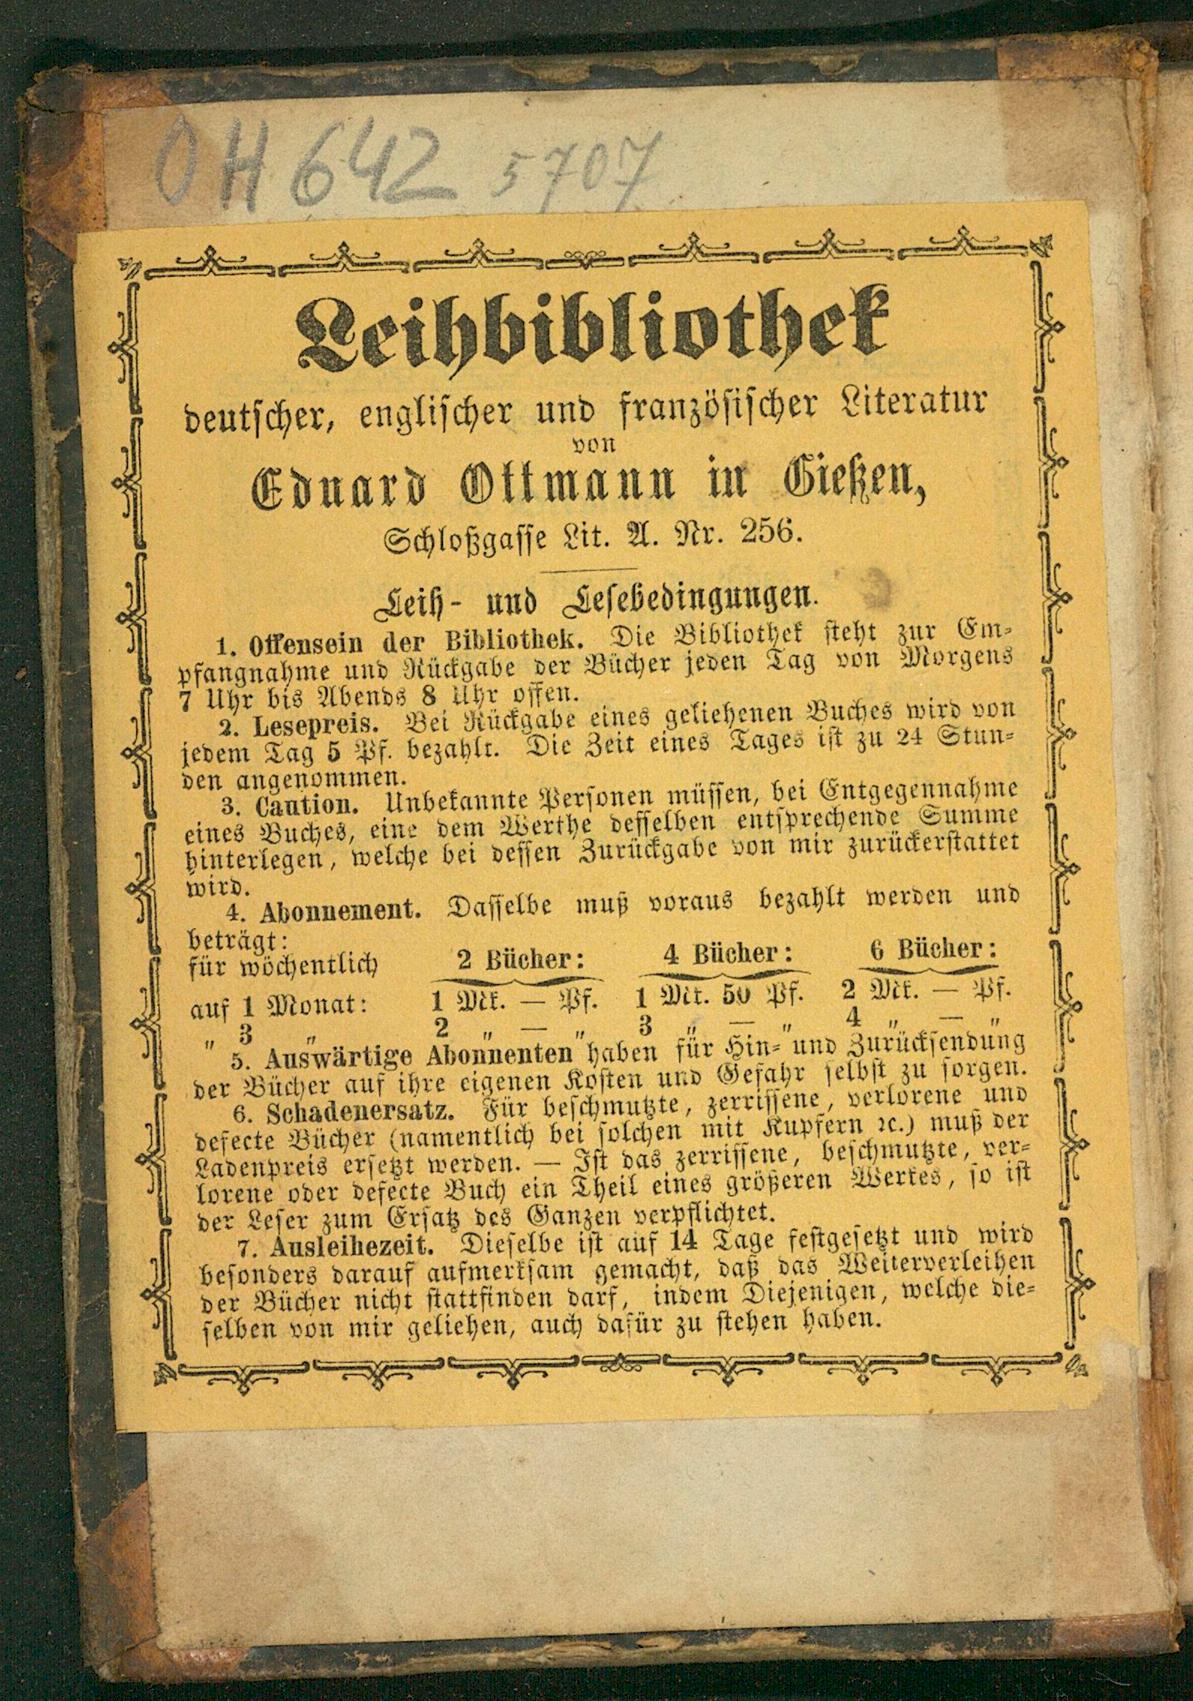 OH 642 5707
Leihbibliothek
deutscher, englischer und französischer Literatur
von
Eduard Ottmann in Gießen,
Schloßgasse Lit. A. Nr. 256.
Leih- und Lesebedingungen.
1. Offensein der Bibliothek. Die Bibliothek steht zur Em-
pfangnahme und Rückgabe der Bücher jeden Tag von Morgens
7 Uhr bis Abends 8 Uhr offen.
2. Lesepreis. Bei Rückgabe eines geliehenen Buches wird von
jedem Tag 5 Pf. bezahlt. Die Zeit eines Tages ist zu 24 Stun-
den angenommen.
3. Caution. Unbekannte Personen müssen, bei Entgegennahme
eines Buches, eine dem Werthe desselben entsprechende Summe
hinterlegen, welche bei dessen Zurückgabe von mir zurückerstattet
wird.
4. Abonnement. Dasselbe muß voraus bezahlt werden und
beträgt:
für wöchentlich 2 Bücher: 4 Bücher: 6 Bücher:
auf 1 Monat: 1 Mk. — Pf. 1 Mk. 50 Pf. 2 Mk. — Pf.
„ 3 „ 2 „ — „ 3 „ — „ 4 „ — „
5. Auswärtige Abonnenten haben für Hin- und Zurücksendung
der Bücher auf ihre eigenen Kosten und Gefahr selbst zu sorgen.
6. Schadenersatz. Für beschmutzte, zerrissene, verlorene und
defecte Bücher (namentlich bei solchen mit Kupfern ꝛc.) muß der
Ladenpreis ersetzt werden. — Ist das zerrissene, beschmutzte, ver-
lorene oder defecte Buch ein Theil eines größeren Werkes, so ist
der Leser zum Ersatz des Ganzen verpflichtet.
7. Ausleihezeit. Dieselbe ist auf 14 Tage festgesetzt und wird
besonders darauf aufmerksam gemacht, daß das Weiterverleihen
der Bücher nicht stattfinden darf, indem Diejenigen, welche die-
selben von mir geliehen, auch dafür zu stehen haben.